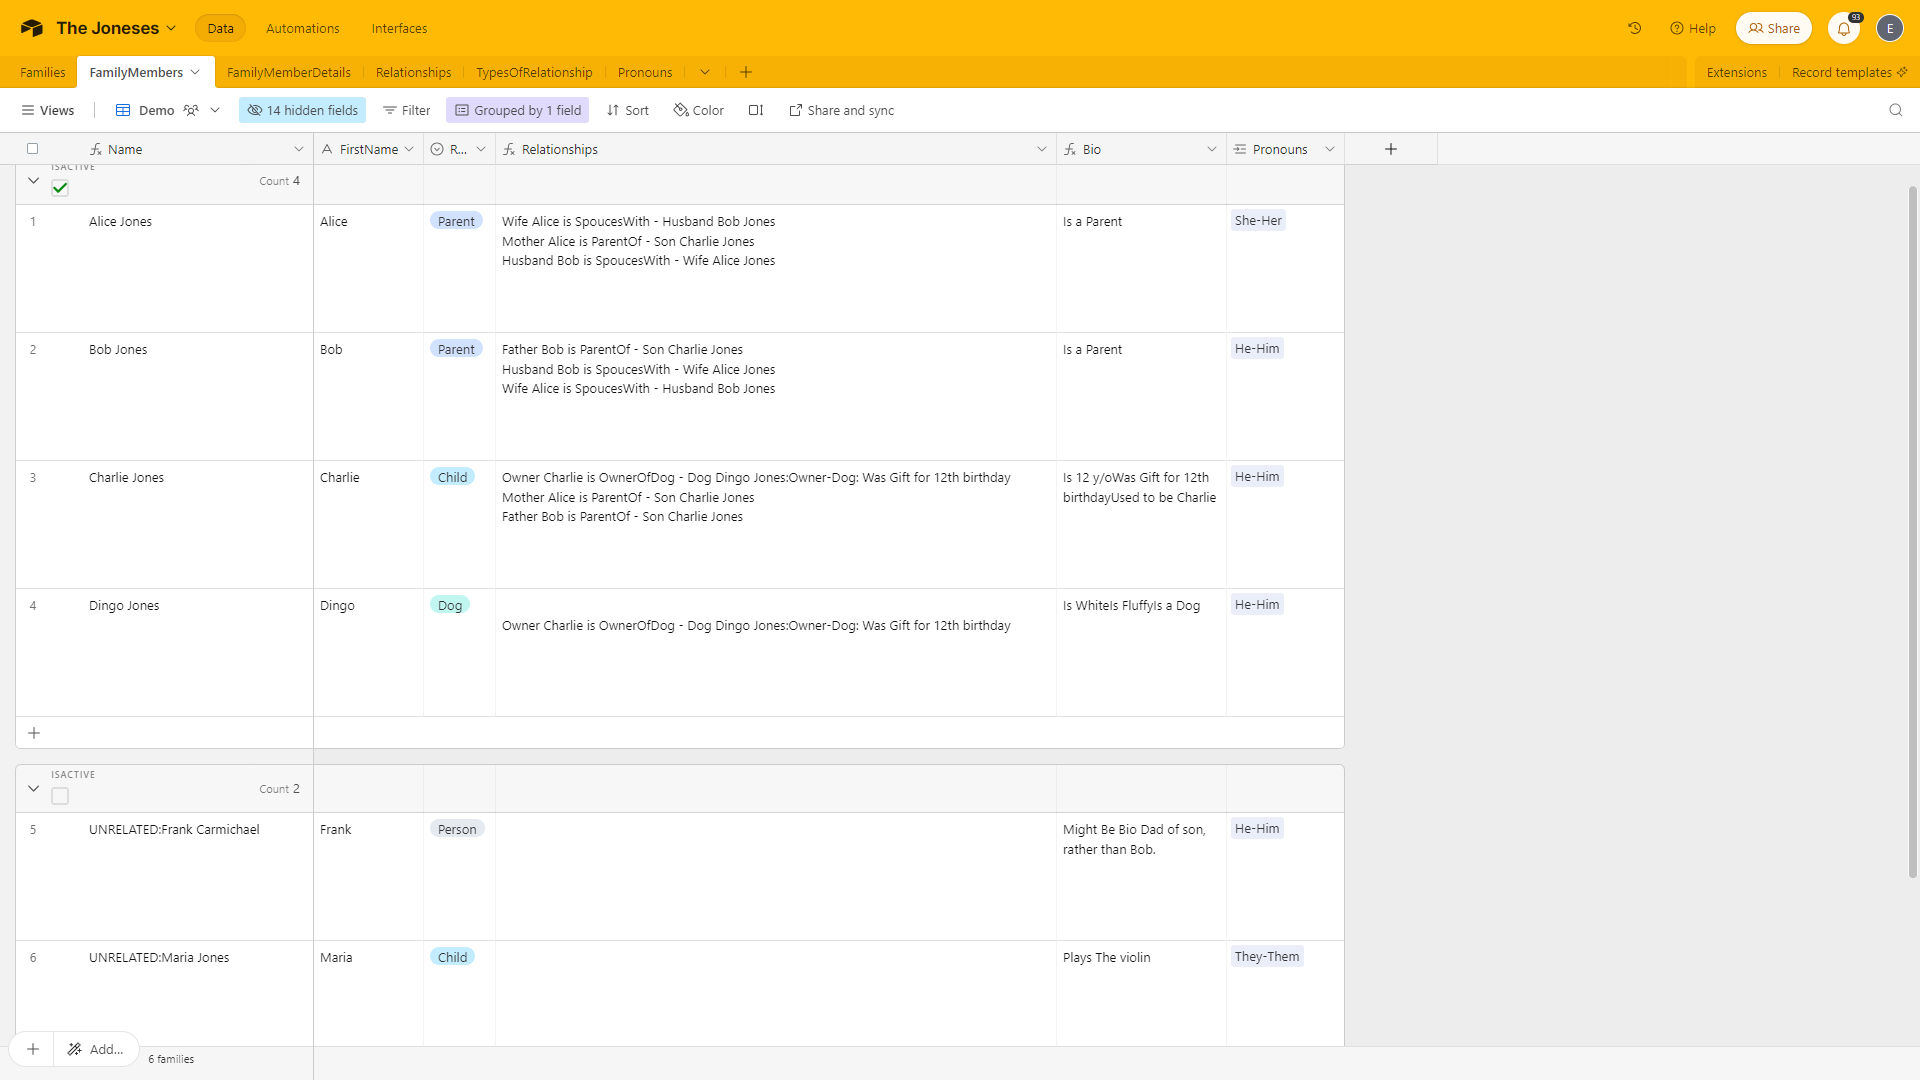 The Joneses
Data
Automations
Interfaces
Help
Share
93
E
Families
FamilyMembers
FamilyMemberDetails
Relationships
TypesOfRelationship
Pronouns
Extensions
Record templates
Views
Demo
14 hidden fields
Filter
Grouped by 1 field
Sort
Color
Share and sync
Name
FirstName
R...
Relationships
Bio
Pronouns
ISACTIVE
Count 4
1
Alice Jones
Alice
Parent
Wife Alice is SpoucesWith - Husband Bob Jones
Mother Alice is ParentOf - Son Charlie Jones
Husband Bob is SpoucesWith - Wife Alice Jones
Is a Parent
She-Her
2
Bob Jones
Bob
Parent
Father Bob is ParentOf - Son Charlie Jones
Husband Bob is SpoucesWith - Wife Alice Jones
Wife Alice is SpoucesWith - Husband Bob Jones
Is a Parent
He-Him
3
Charlie Jones
Charlie
Child
Owner Charlie is OwnerOfDog - Dog Dingo Jones:Owner-Dog: Was Gift for 12th birthday
Mother Alice is ParentOf - Son Charlie Jones
Father Bob is ParentOf - Son Charlie Jones
Is 12 y/oWas Gift for 12th
birthdayUsed to be Charlie
He-Him
4
Dingo Jones
Dingo
Dog
Owner Charlie is OwnerOfDog - Dog Dingo Jones:Owner-Dog: Was Gift for 12th birthday
Is WhiteIs FluffyIs a Dog
He-Him
ISACTIVE
Count 2
5
UNRELATED:Frank Carmichael
Frank
Person
Might Be Bio Dad of son,
rather than Bob.
He-Him
6
UNRELATED:Maria Jones
Maria
Child
Plays The violin
They-Them
Add...
6 families